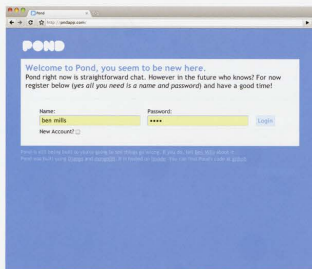 Pond
http://pndapp.com/
POND
Welcome to Pond, you seem to be new here.
Pond right now is straightforward chat. However in the future who knows? For now
register below (yes all you need is a name and password) and have a good time!
Name:
Password:
ben mills
••••
Login
New Account?